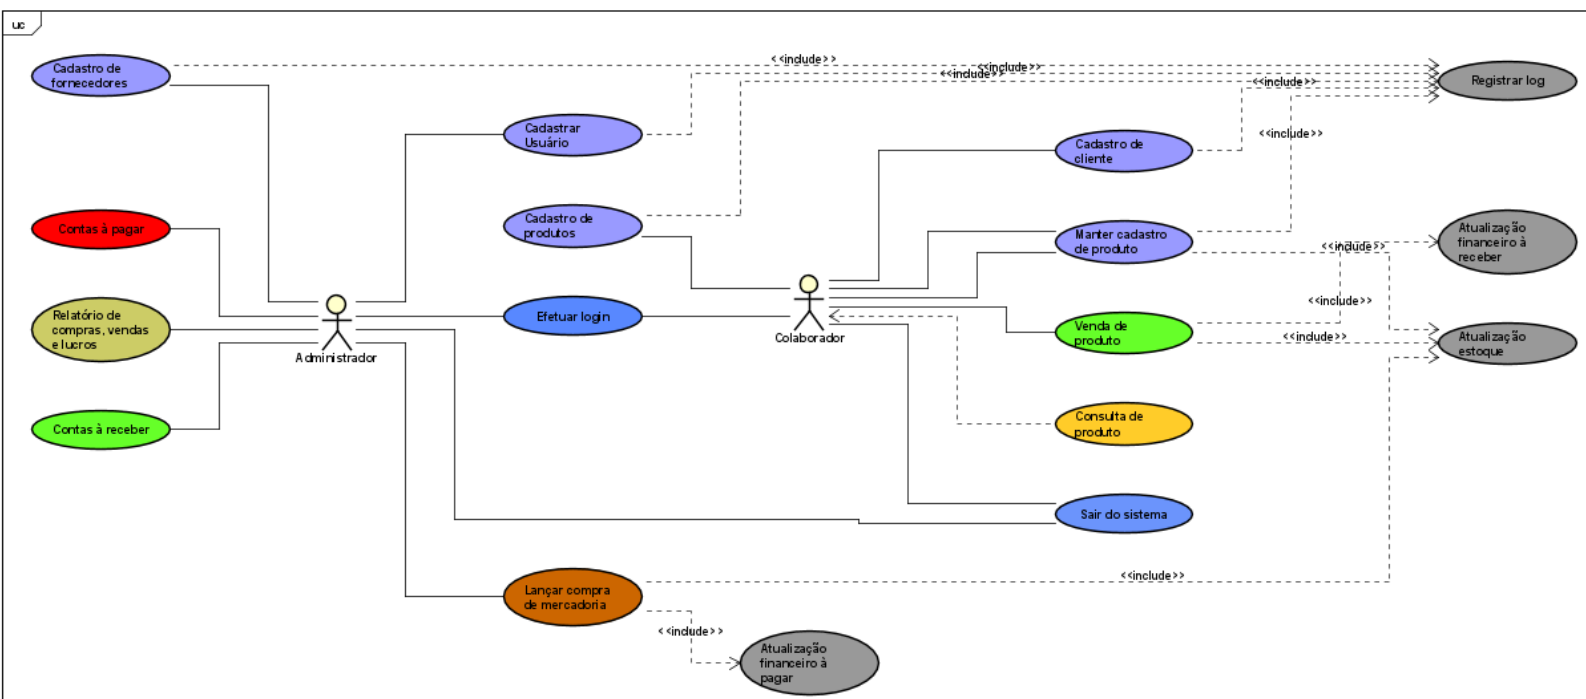 uc
Cadastro de
fornecedores
<<include>>
<<include>>
<<include>>
<<include>>
Registrar log
Cadastrar
Usuário
<<include>>
Cadastro de
cliente
Cadastro de
produtos
Contas à pagar
Manter cadastro
de produto
<<include>>
Atualização
financeiro à
receber
Relatório de
compras, vendas
e lucros
Administrador
Efetuar login
Colaborador
<<include>>
Venda de
produto
<<include>>
Atualização
estoque
Contas à receber
Consulta de
produto
Sair do sistema
Lançar compra
de mercadoria
<<include>>
<<include>>
Atualização
financeiro à
pagar